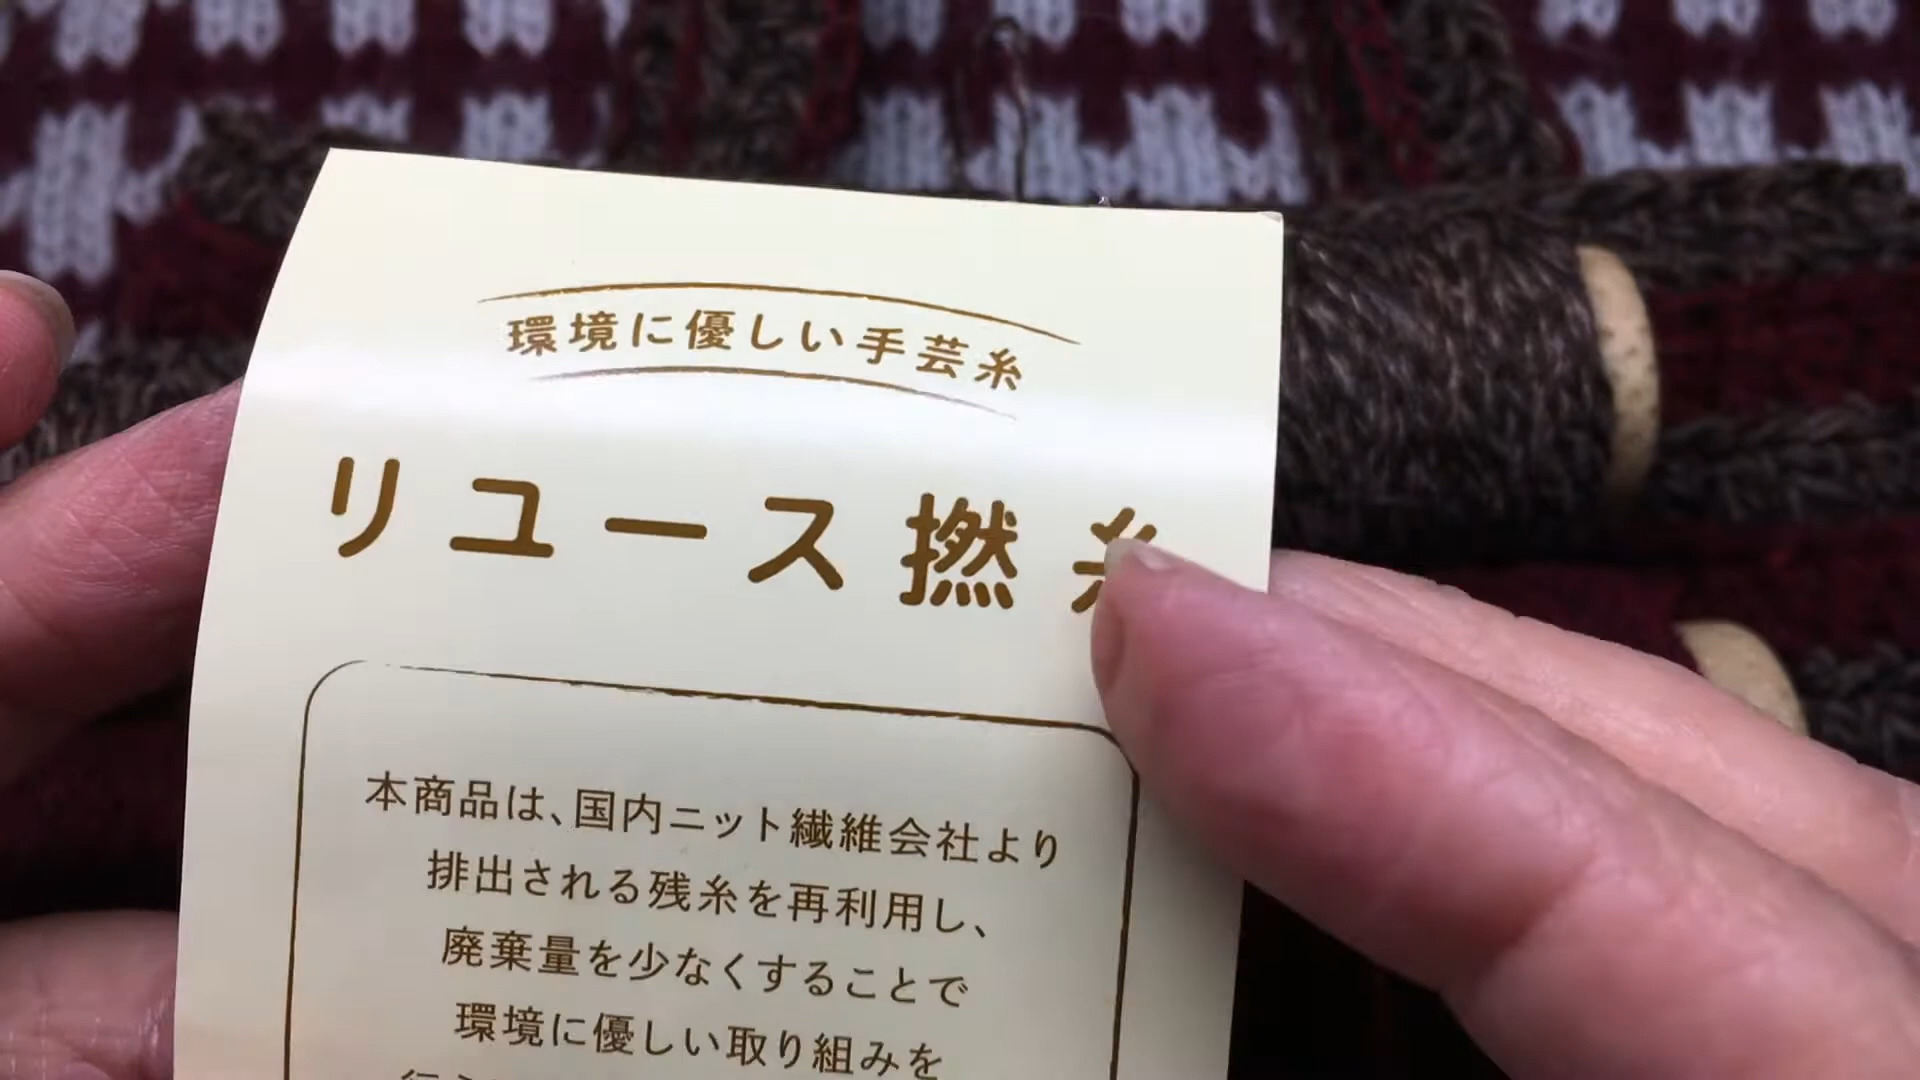 環境に優しい手芸糸
リユース撚糸
本商品は、国内ニット繊維会社より
排出される残糸を再利用し、
廃棄量を少なくすることで
環境に優しい取り組みを